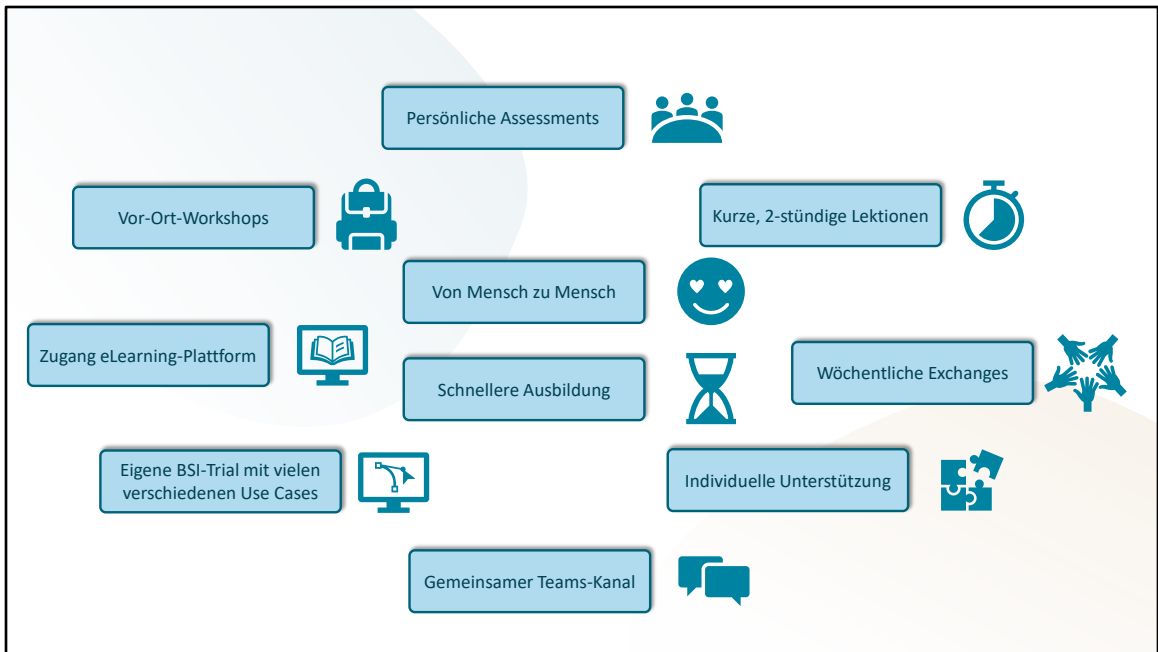 Persönliche Assessments
Vor-Ort-Workshops
Kurze, 2-stündige Lektionen
Von Mensch zu Mensch
Zugang eLearning-Plattform
Schnellere Ausbildung
Wöchentliche Exchanges
Eigene BSI-Trial mit vielen
verschiedenen Use Cases
Individuelle Unterstützung
Gemeinsamer Teams-Kanal